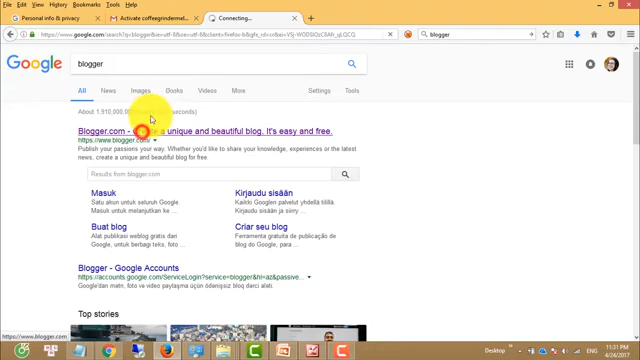 File Edit View History Bookmarks Tools Help
Personal info & privacy
Activate coffeegrindermel...
Connecting...
https://www.google.com/search?q=blogger&ie=utf-8&oe=utf-8&client=firefox-b
blogger
Google
blogger
All News Images Books Videos More Settings Tools
About 1,910,000,00 seconds)
Blogger.com - Create a unique and beautiful blog. It's easy and free.
https://www.blogger.com/
Publish your passions your way. Whether you'd like to share your knowledge, experiences or the latest
news, create a unique and beautiful blog for free.
Results from blogger.com
Masuk
Satu akun untuk seluruh Google.
Masuk untuk melanjutkan ke ...
Kirjaudu sisään
Kaikki Googlen palvelut yhdellä tilillä.
Kirjaudu sisään ja siirry ...
Buat blog
Alat publikasi weblog gratis dari
Google, untuk berbagi teks, foto ...
Criar seu blog
Ferramenta gratuita de publicação
de blog do Google, para ...
Blogger - Google Accounts
https://accounts.google.com/ServiceLogin?service=blogger&hl=az&passive...
Google'dan mətn, foto və video paylaşma üçün ödənişsiz bloq dərci aləti.
Top stories
https://www.blogger.com
Desktop
ENG
11:31 PM
4/24/2017